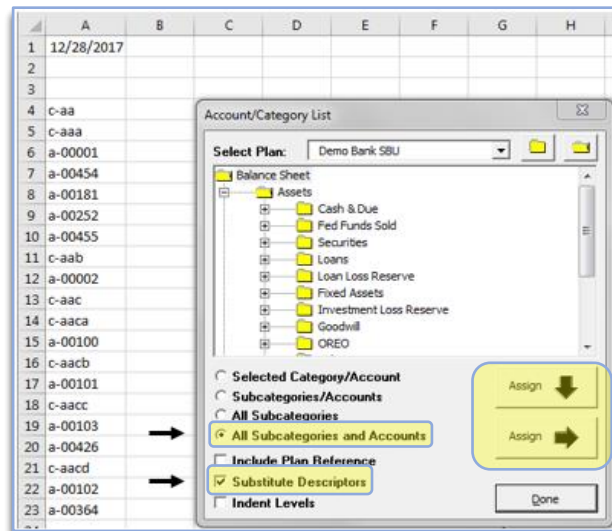 A B C D E F G H
1 12/28/2017
2
3
4 c-aa
5 c-aaa
6 a-00001
7 a-00454
8 a-00181
9 a-00252
10 a-00455
11 c-aab
12 a-00002
13 c-aac
14 c-aaca
15 a-00100
16 c-aacb
17 a-00101
18 c-aacc
19 a-00103
20 a-00426
21 c-aacd
22 a-00102
23 a-00364
Account/Category List
Select Plan: Demo Bank SBU
Balance Sheet
Assets
Cash & Due
Fed Funds Sold
Securities
Loans
Loan Loss Reserve
Fixed Assets
Investment Loss Reserve
Goodwill
OREO
Selected Category/Account
Subcategories/Accounts
All Subcategories
All Subcategories and Accounts
Include Plan Reference
Substitute Descriptors
Indent Levels
Assign
Assign
Done